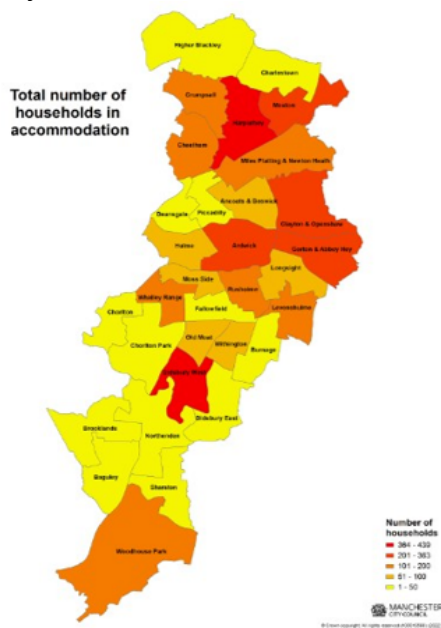 Higher Blackley
Charlestown
Total number of
households in
accommodation
Crumpsall
Harpurhey
Moston
Cheetham
Miles Platting & Newton Heath
Ancoats & Beswick
Piccadilly
Deansgate
Clayton & Openshaw
Hulme
Ardwick
Gorton & Abbey Hey
Longsight
Moss Side
Whalley Range
Rusholme
Levenshulme
Chorlton
Fallowfield
Chorlton Park
Old Moat
Withington
Burnage
Didsbury West
Didsbury East
Brooklands
Northenden
Baguley
Sharston
Woodhouse Park
Number of
households
364 - 439
201 - 363
101 - 200
51 - 100
1 - 50
MANCHESTER
CITY COUNCIL